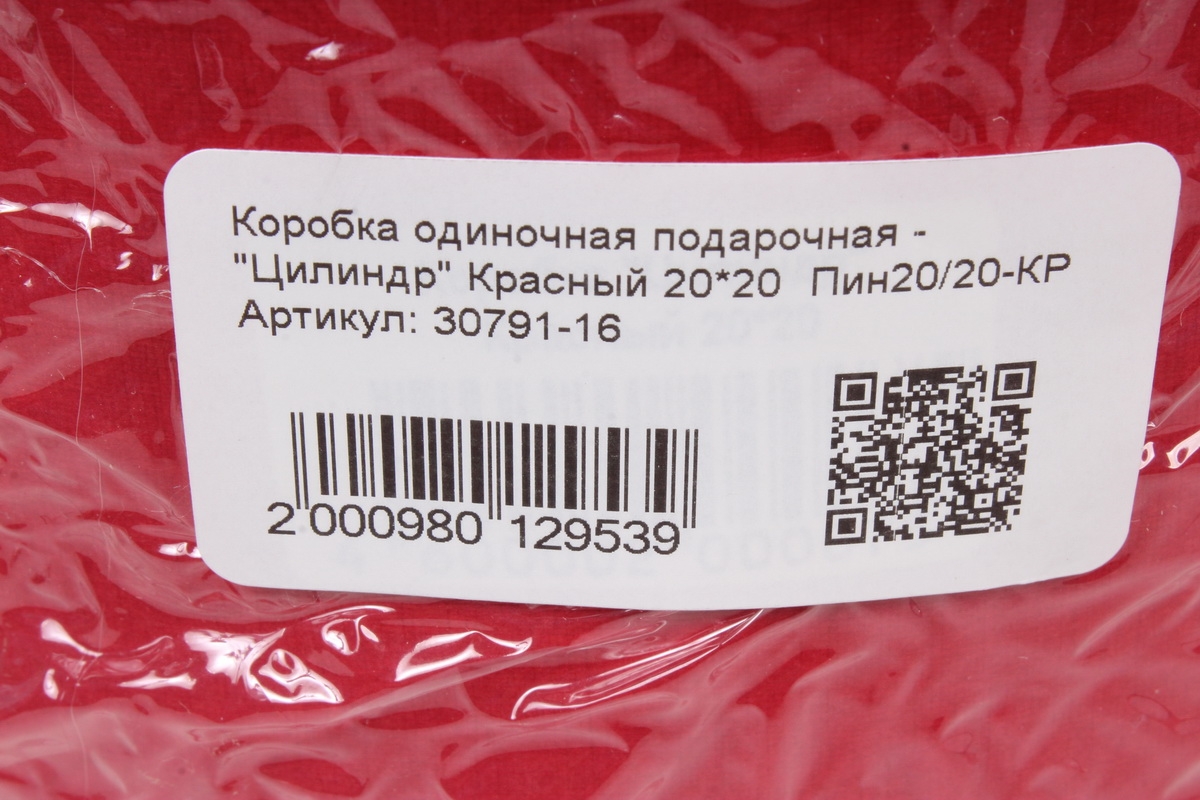 Коробка одиночная подарочная -
"Цилиндр" Красный 20*20 Пин20/20-КР
Артикул: 30791-16
2 000980 129539